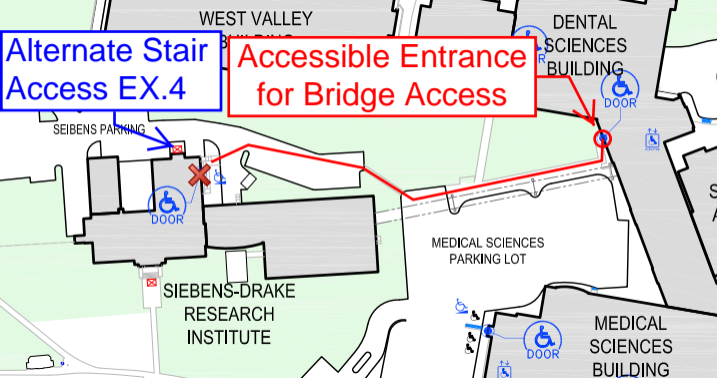 WEST VALLEY
Alternate Stair
Access EX.4
Accessible Entrance
for Bridge Access
DENTAL
SCIENCES
BUILDING
DOOR
SEIBENS PARKING
DOOR
MEDICAL SCIENCES
PARKING LOT
SIEBENS-DRAKE
RESEARCH
INSTITUTE
DOOR
MEDICAL
SCIENCES
BUILDING